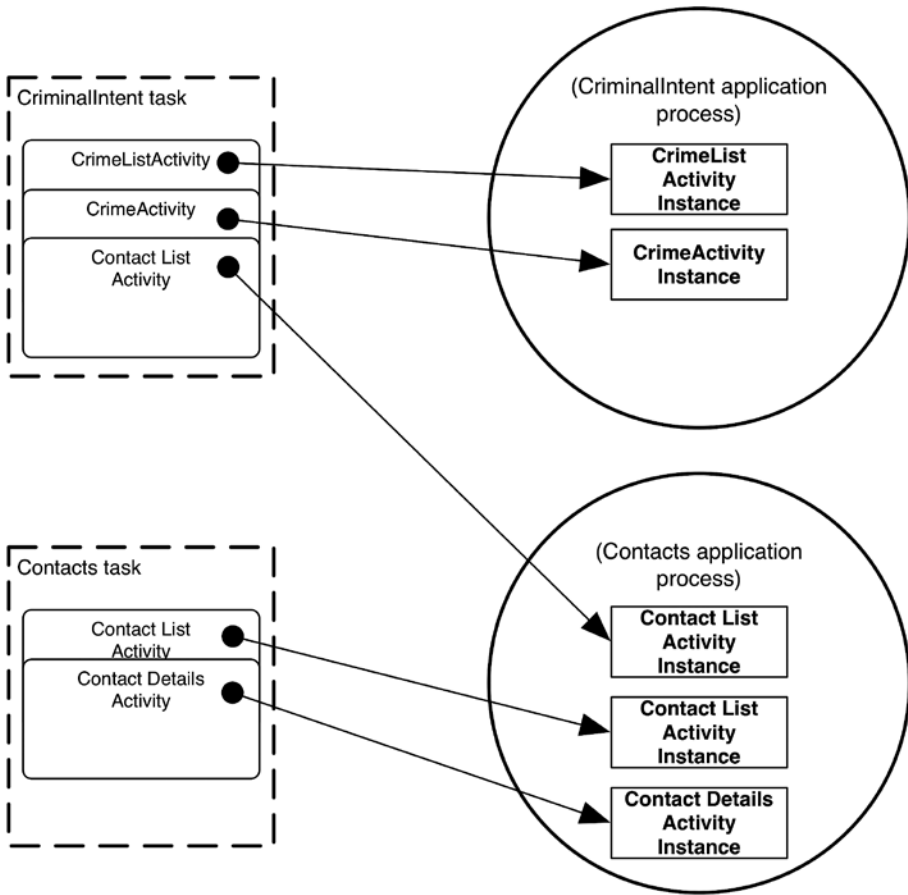 CriminalIntent task
CrimeListActivity
CrimeActivity
Contact List
Activity
(CriminalIntent application
process)
CrimeList
Activity
Instance
CrimeActivity
Instance
Contacts task
Contact List
Activity
Contact Details
Activity
(Contacts application
process)
Contact List
Activity
Instance
Contact List
Activity
Instance
Contact Details
Activity
Instance